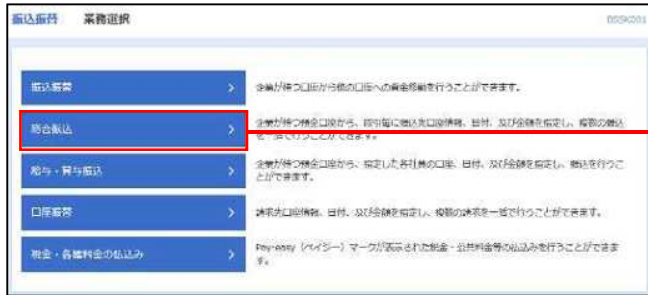 振込振替 業務選択 BSSK001
振込振替 > 企業が持つ口座から他の口座への資金移動を行うことができます。
総合振込 > 企業が持つ預金口座から、取引毎に振込先口座情報、日付、及び金額を指定し、複数の振込
を一括で行うことができます。
給与・賞与振込 > 企業が持つ預金口座から、指定した各社員の口座、日付、及び金額を指定し、振込を行うこ
とができます。
口座振替 > 請求先口座情報、日付、及び金額を指定し、複数の請求を一括で行うことができます。
税金・各種料金の払込み > Pay-easy（ペイジー）マークが表示された税金・公共料金等の払込みを行うことができま
す。